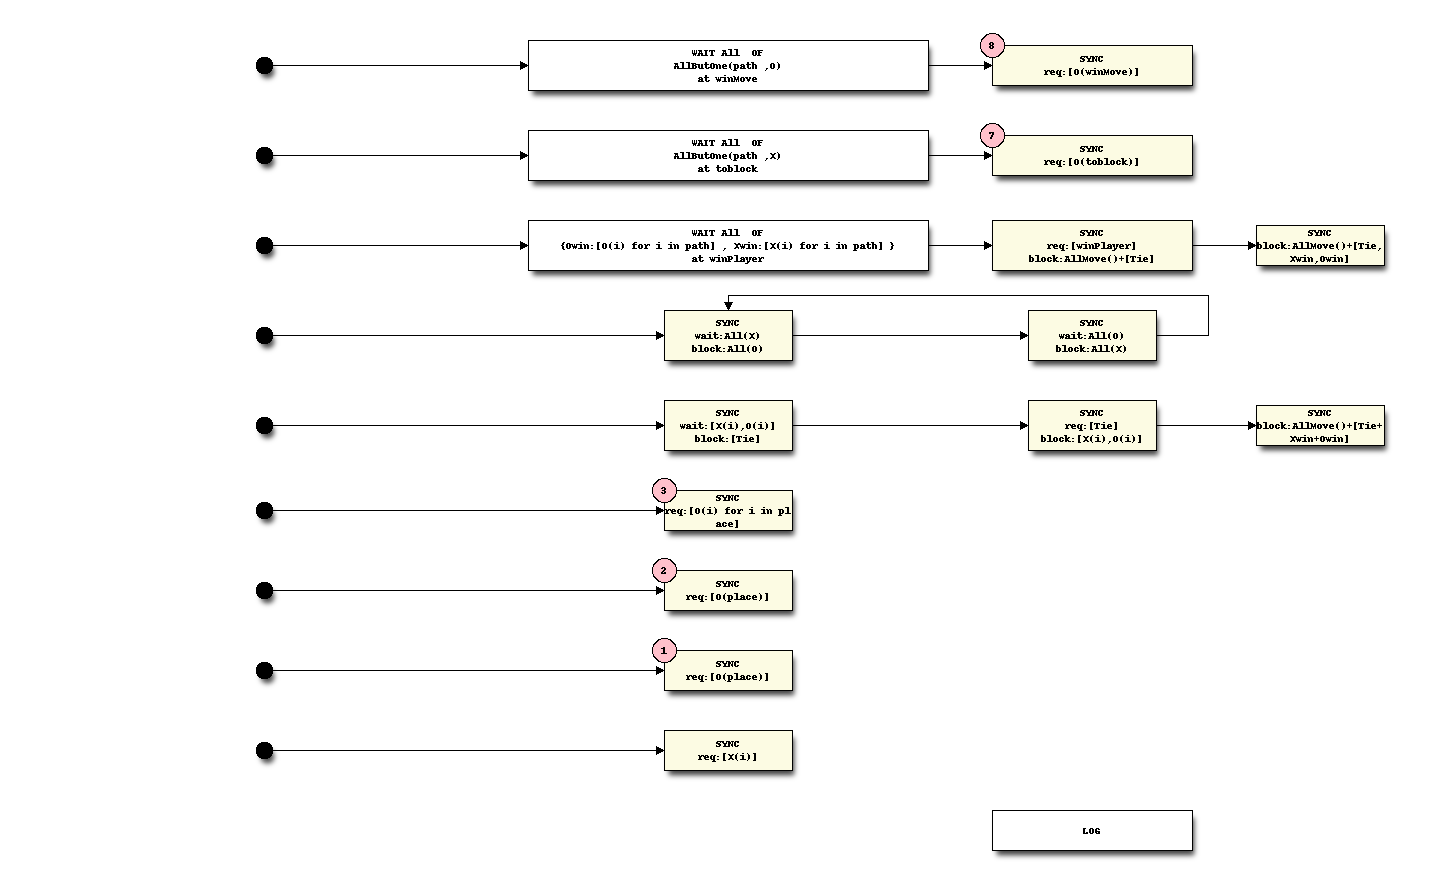 WAIT All OF
AllButOne(path ,O)
at winMove
8
SYNC
req:[O(winMove)]
WAIT All OF
AllButOne(path ,X)
at toblock
7
SYNC
req:[O(toblock)]
WAIT All OF
{Owin:[O(i) for i in path] , Xwin:[X(i) for i in path] }
at winPlayer
SYNC
req:[winPlayer]
block:AllMove()+[Tie]
SYNC
block:AllMove()+[Tie,
Xwin,Owin]
SYNC
wait:All(X)
block:All(O)
SYNC
wait:All(O)
block:All(X)
SYNC
wait:[X(i),O(i)]
block:[Tie]
SYNC
req:[Tie]
block:[X(i),O(i)]
SYNC
block:AllMove()+[Tie+
Xwin+Owin]
3
SYNC
req:[O(i) for i in pl
ace]
2
SYNC
req:[O(place)]
1
SYNC
req:[O(place)]
SYNC
req:[X(i)]
LOG